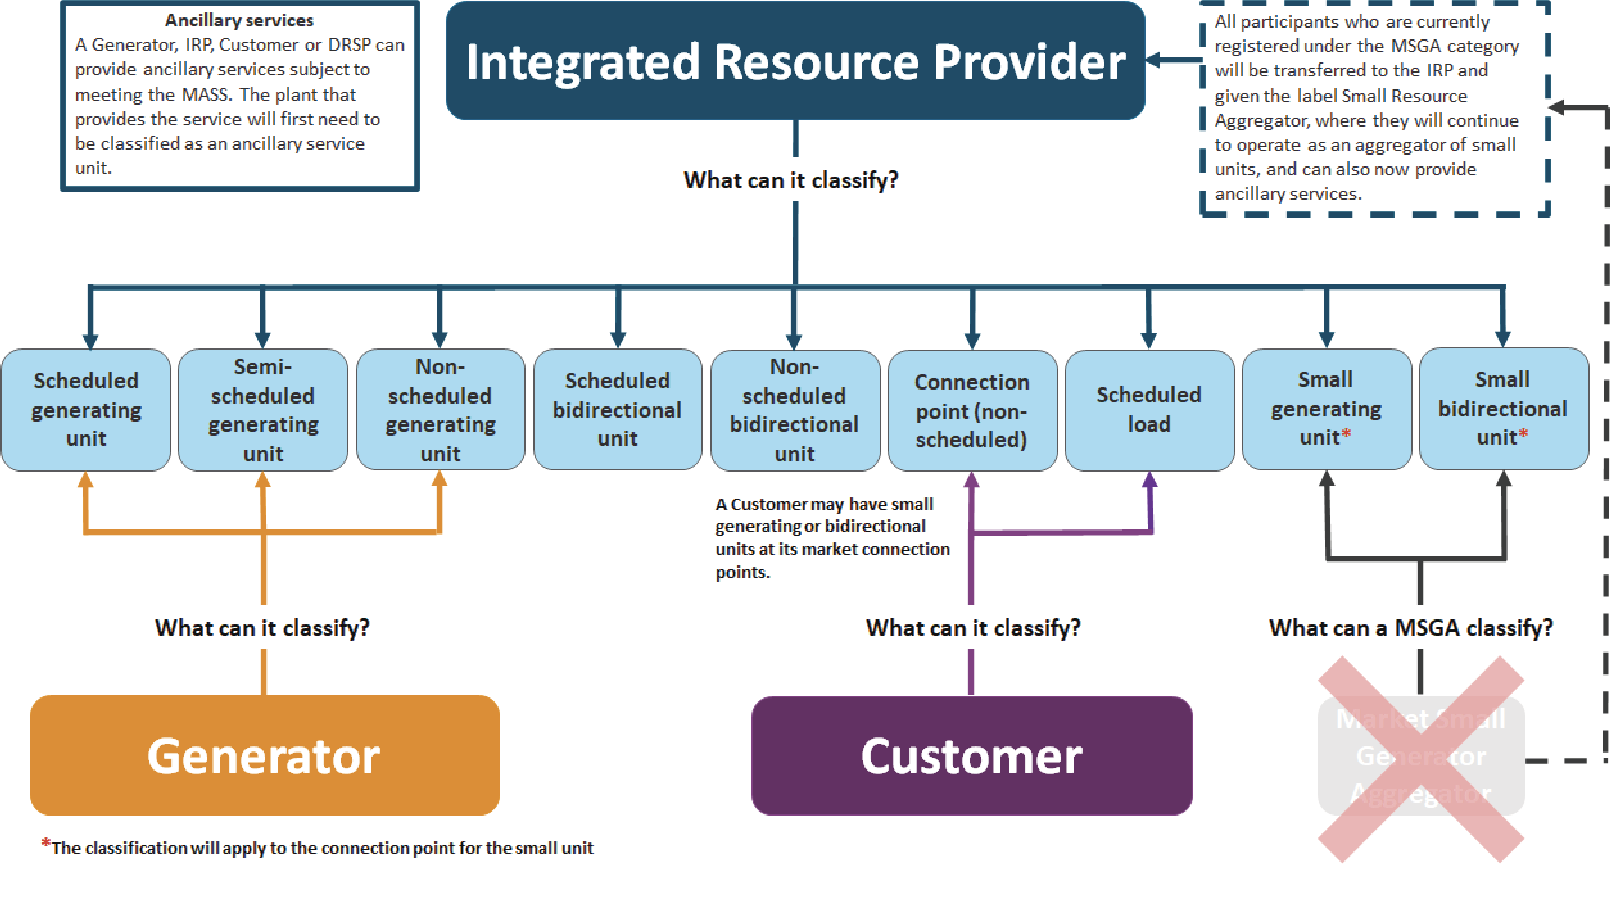 Ancillary services
A Generator, IRP, Customer or DRSP can
provide ancillary services subject to
meeting the MASS. The plant that
provides the service will first need to
be classified as an ancillary service
unit.
Integrated Resource Provider
All participants who are currently
registered under the MSGA category
will be transferred to the IRP and
given the label Small Resource
Aggregator, where they will continue
to operate as an aggregator of small
units, and can also now provide
ancillary services.
What can it classify?
Scheduled
generating
unit
Semi-
scheduled
generating
unit
Non-
scheduled
generating
unit
Scheduled
bidirectional
unit
Non-
scheduled
bidirectional
unit
Connection
point (non-
scheduled)
Scheduled
load
Small
generating
unit*
Small
bidirectional
unit*
A Customer may have small
generating or bidirectional
units at its market connection
points.
What can it classify?
What can it classify?
What can a MSGA classify?
Generator
Customer
Market Small
Generator
Aggregator
*The classification will apply to the connection point for the small unit